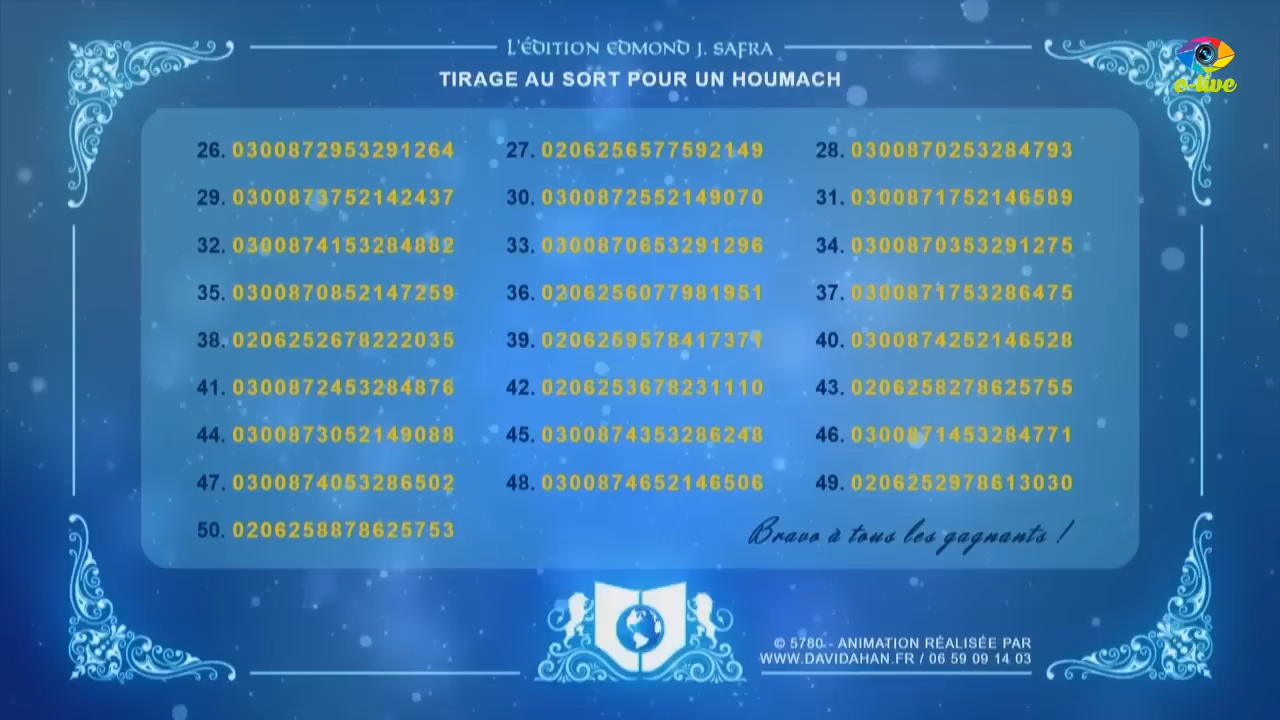 L'ÉDITION EDMOND J. SAFRA
TIRAGE AU SORT POUR UN HOUMACH
o-live
26. 0300872953291264 27. 0206256577592149 28. 0300870253284793
29. 0300873752142437 30. 0300872552149070 31. 0300871752146589
32. 0300874153284882 33. 0300870653291296 34. 0300870353291275
35. 0300870852147259 36. 0206256077981951 37. 0300871753286475
38. 0206252678222035 39. 0206259578417371 40. 0300874252146528
41. 0300872453284876 42. 0206253678231110 43. 0206258278625755
44. 0300873052149088 45. 0300874353286248 46. 0300871453284771
47. 0300874053286502 48. 0300874652146506 49. 0206252978613030
50. 0206258878625753
Bravo à tous les gagnants !
© 5780 - ANIMATION RÉALISÉE PAR
WWW.DAVIDAHAN.FR / 06 59 09 14 03